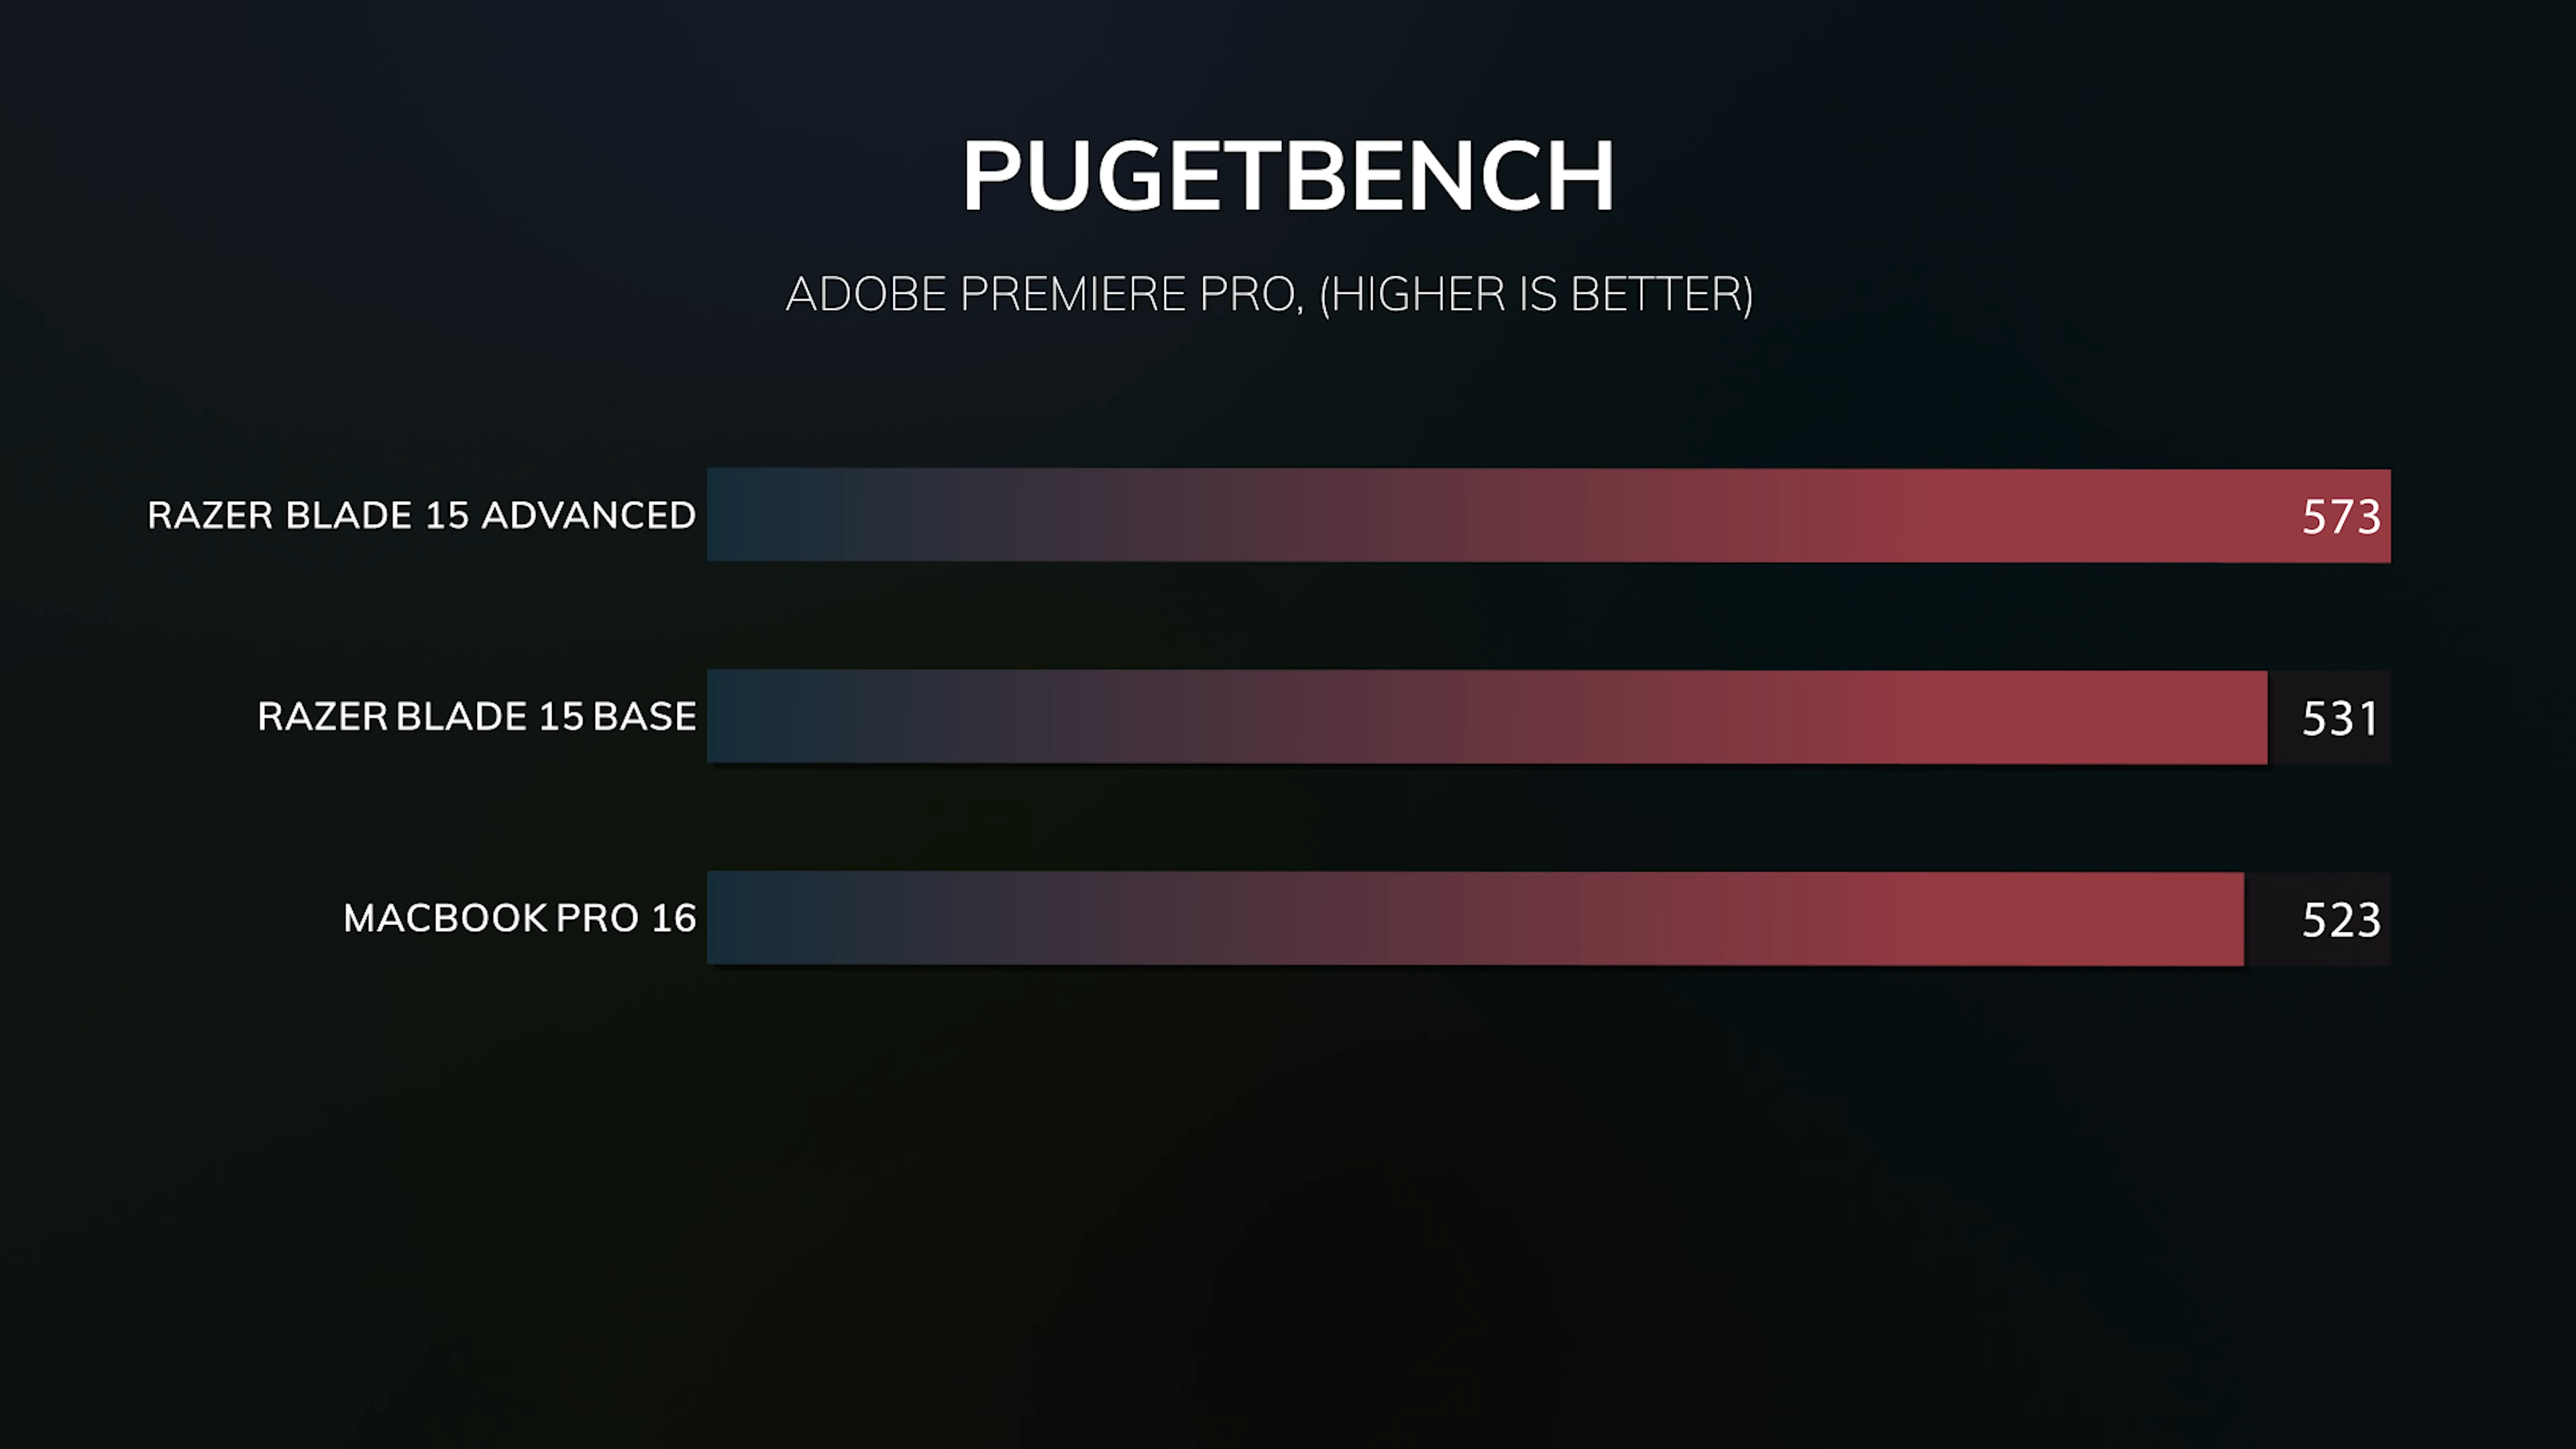 PUGETBENCH
ADOBE PREMIERE PRO, (HIGHER IS BETTER)
RAZER BLADE 15 ADVANCED 573
RAZER BLADE 15 BASE 531
MACBOOK PRO 16 523